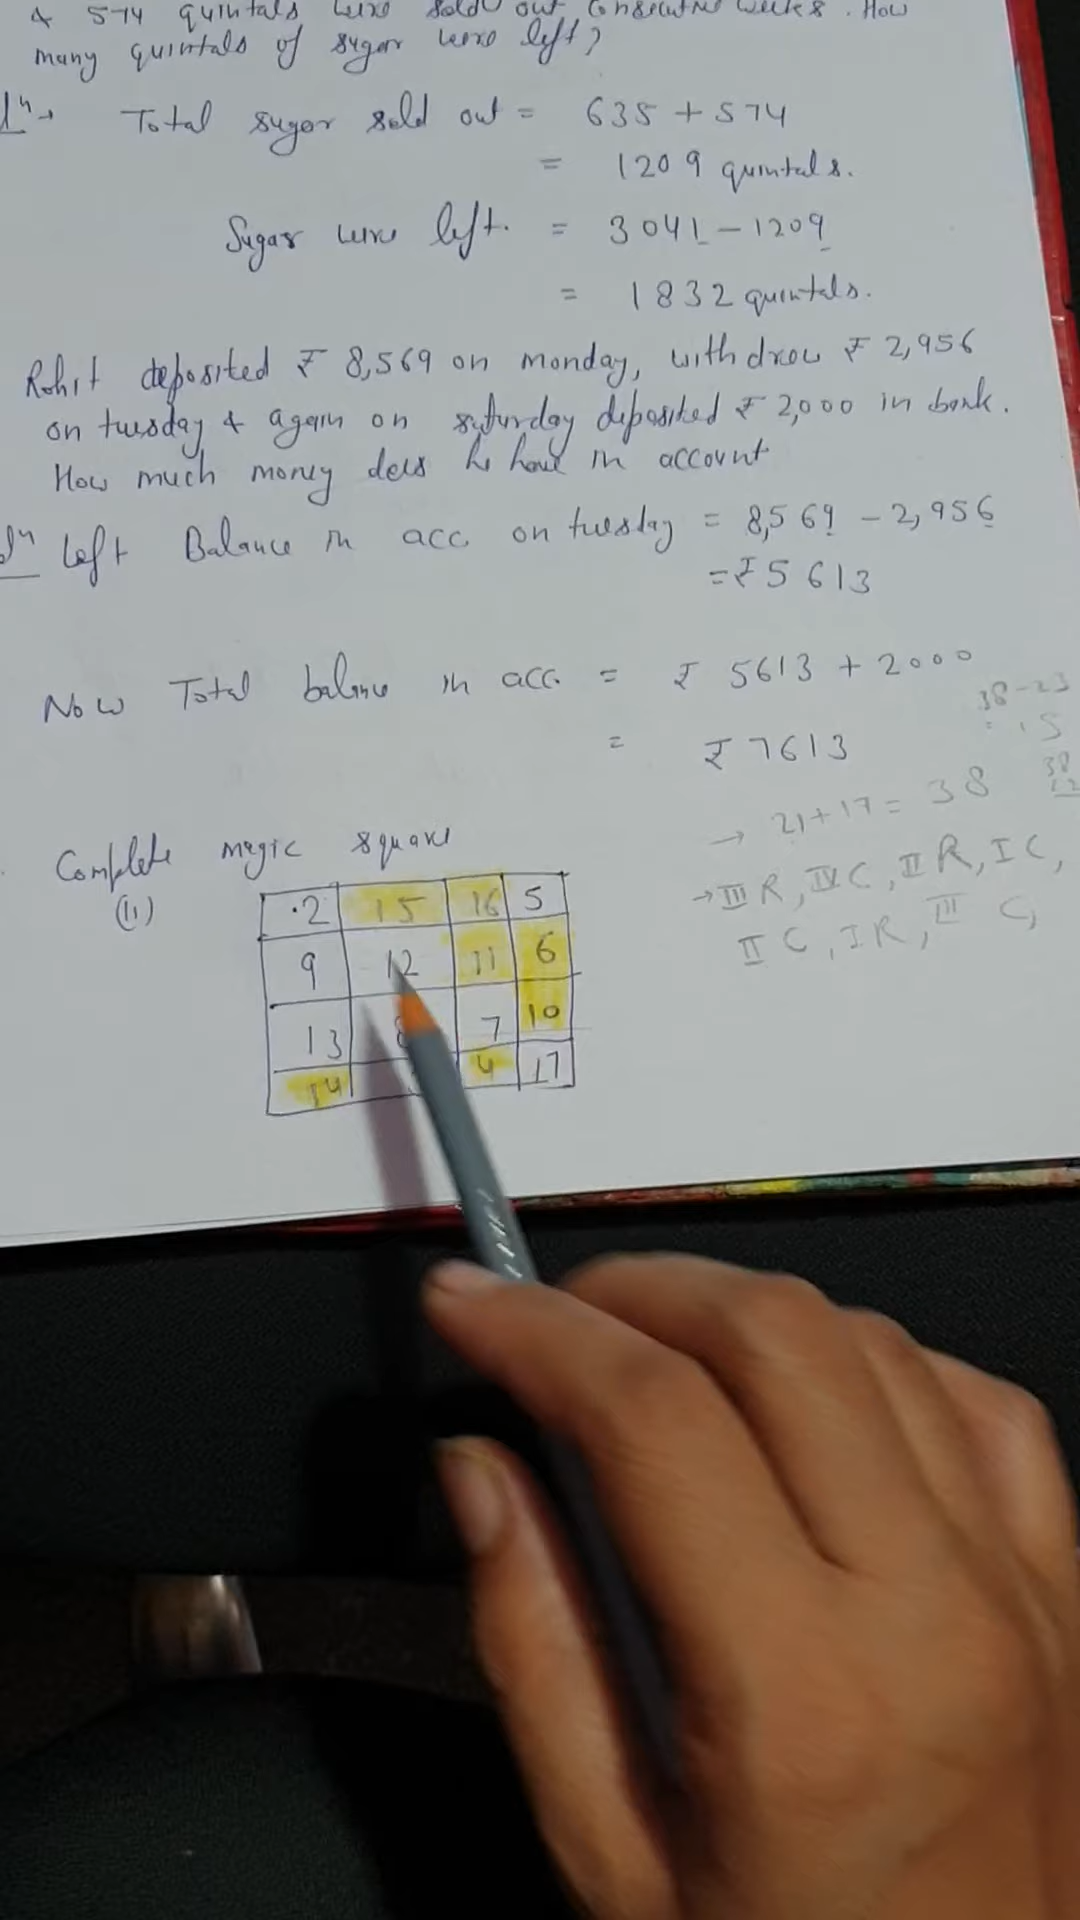 & 574 quintals were sold out consecutive weeks. How
many quintals of sugar were left?
Total sugar sold out = 635 + 574
= 1209 quintals.
Sugar were left. = 3041 - 1209
= 1832 quintals.
Rohit deposited ₹ 8,569 on monday, withdrew ₹ 2,956
on tuesday & again on saturday deposited ₹ 2,000 in bank.
How much money does he have in account
Left Balance in acc on tuesday = 8,569 - 2,956
= ₹ 5613
Now Total balance in acc. = ₹ 5613 + 2000
= ₹ 7613
38-23
= 15
38
→ 21+17 = 38
→ III R, IV C, II R, I C,
II C, I R, III C,
Complete magic square
(ii)
2 15 16 5
9 12 11 6
13 8 7 10
14 4 17